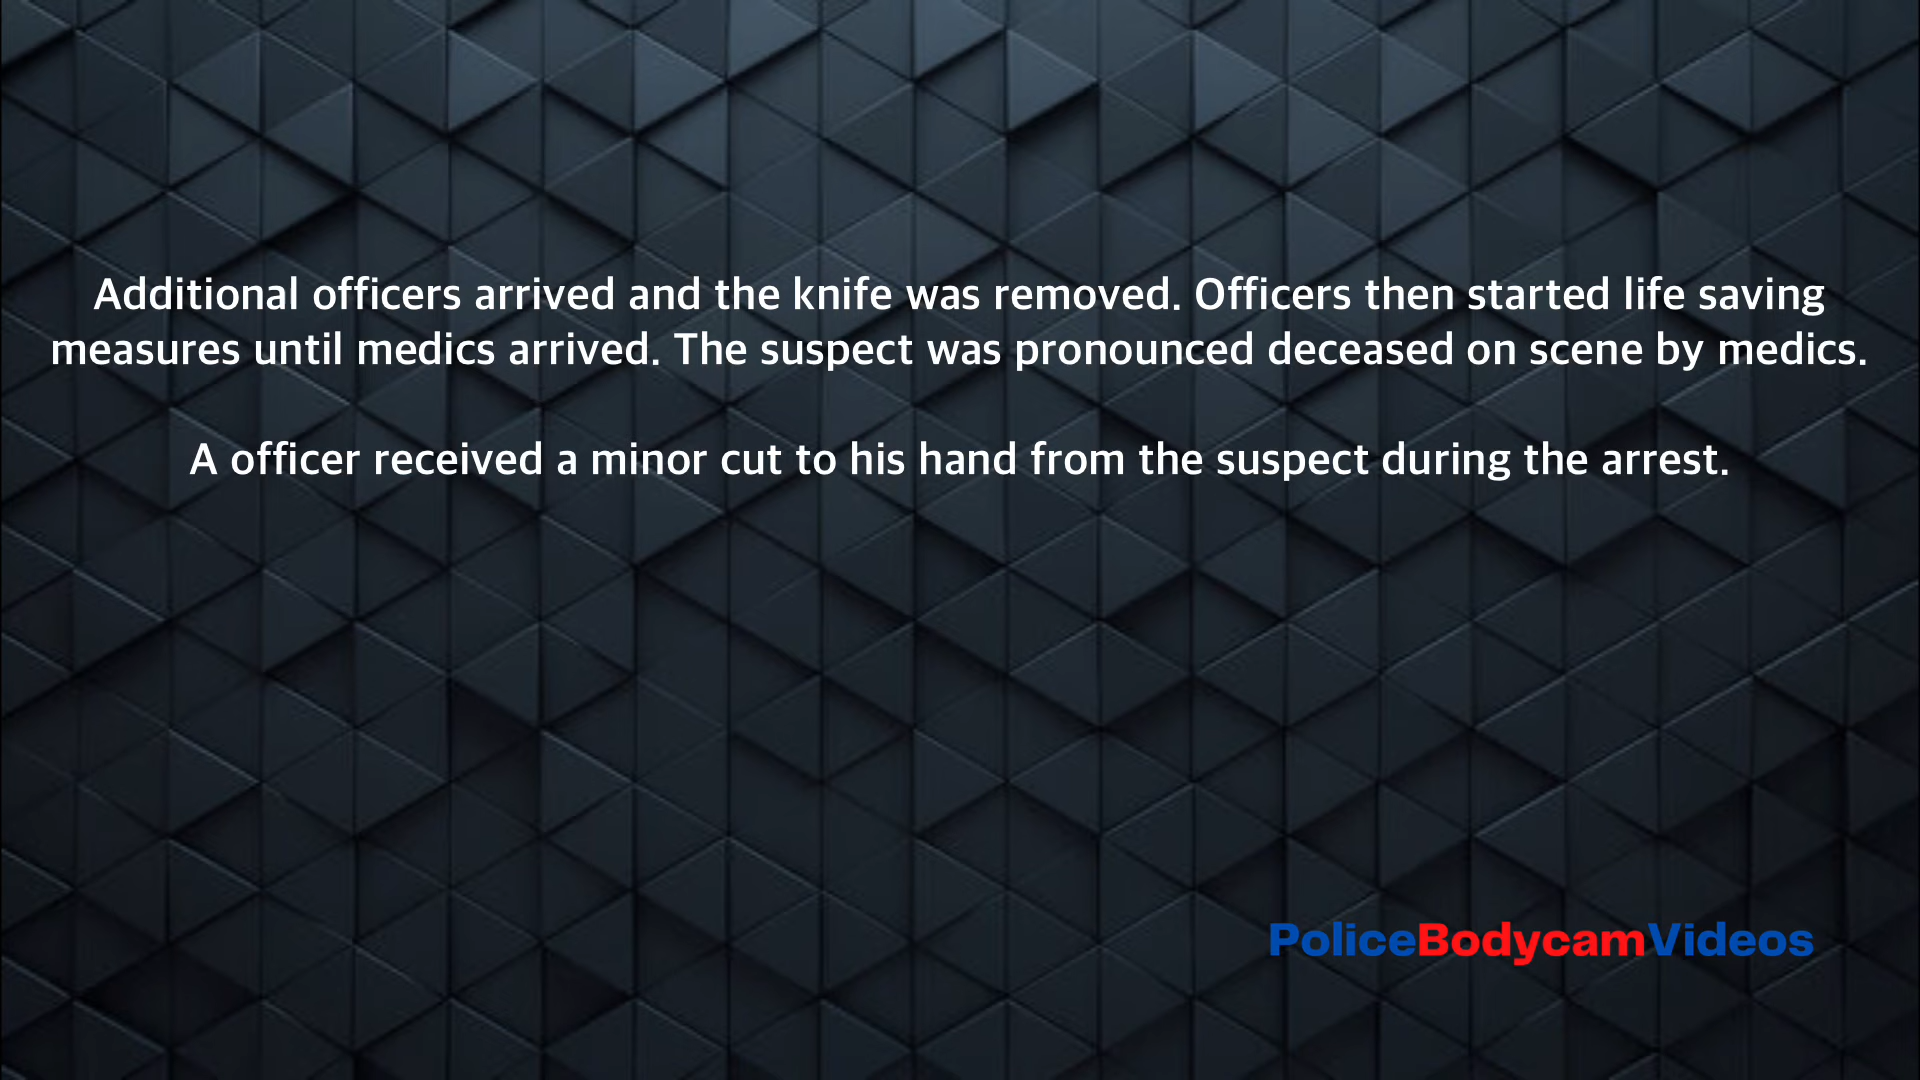 Additional officers arrived and the knife was removed. Officers then started life saving
measures until medics arrived. The suspect was pronounced deceased on scene by medics.
A officer received a minor cut to his hand from the suspect during the arrest.
PoliceBodycamVideos